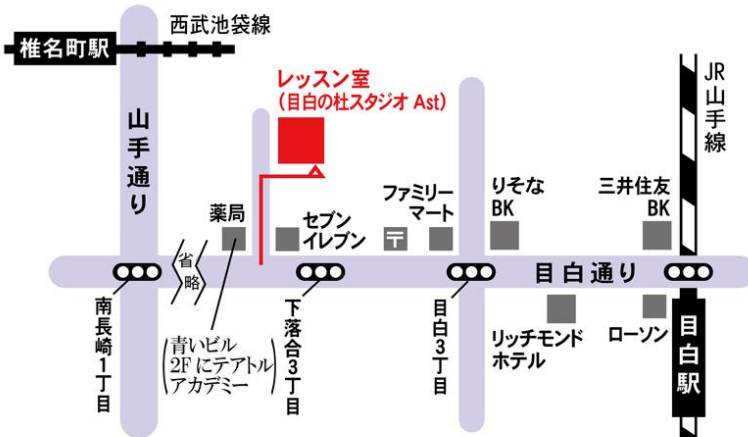 西武池袋線
椎名町駅
レッスン室
(目白の杜スタジオ Ast)
JR山手線
山手通り
薬局
セブン
イレブン
〒
ファミリー
マート
りそな
BK
三井住友
BK
省略
目白通り
南長崎1丁目
(青いビル
2Fにテアトル
アカデミー)
下落合3丁目
目白3丁目
リッチモンド
ホテル
ローソン
目白駅